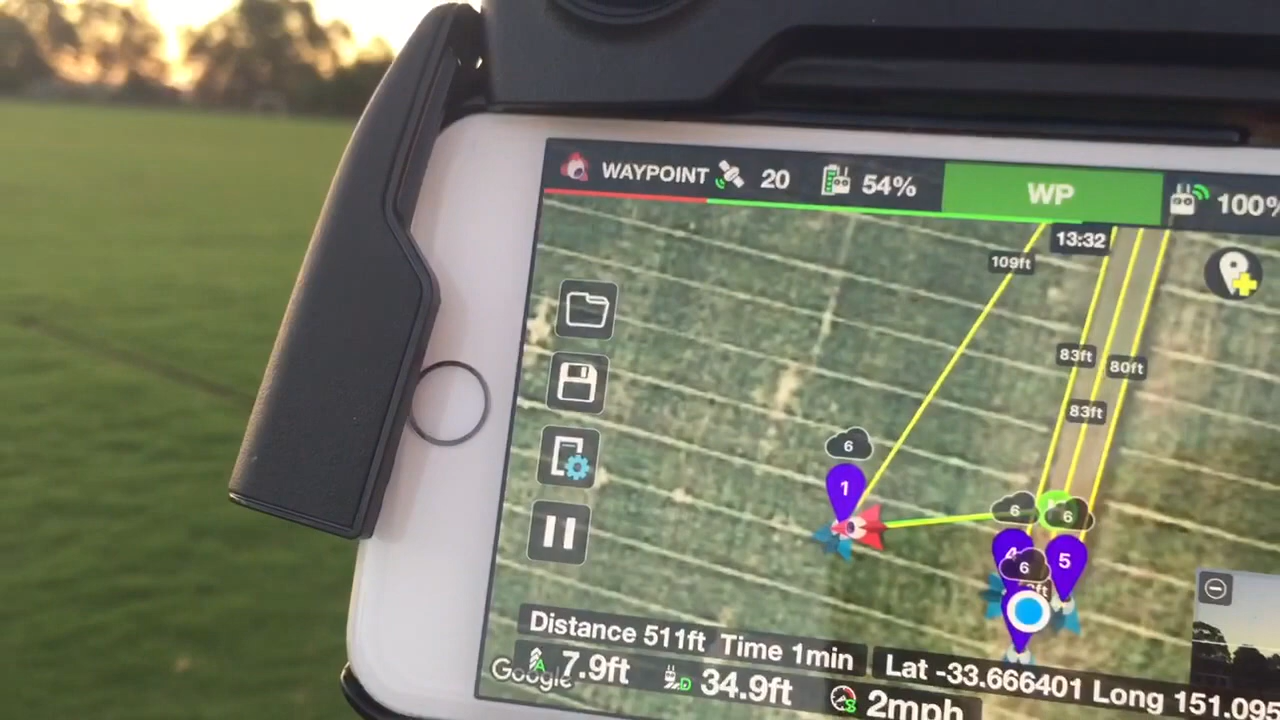 WAYPOINT 20 54% WP 100%
13:32
109ft
83ft 80ft
83ft
6
1
6 6
4 5
6
ft
Distance 511ft Time 1min Lat -33.666401 Long 151.095
A 7.9ft D 34.9ft S 2mph
Google